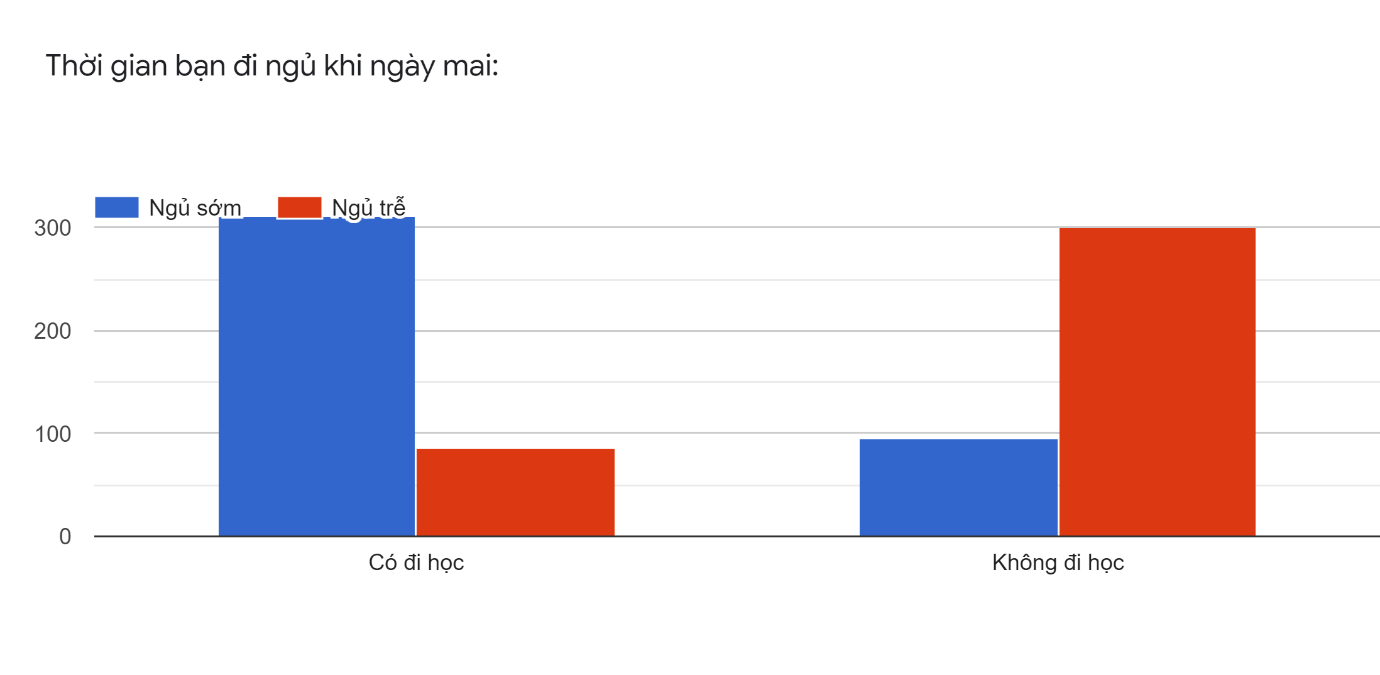 Thời gian bạn đi ngủ khi ngày mai:
Ngủ sớm Ngủ trễ
300
200
100
0
Có đi học Không đi học